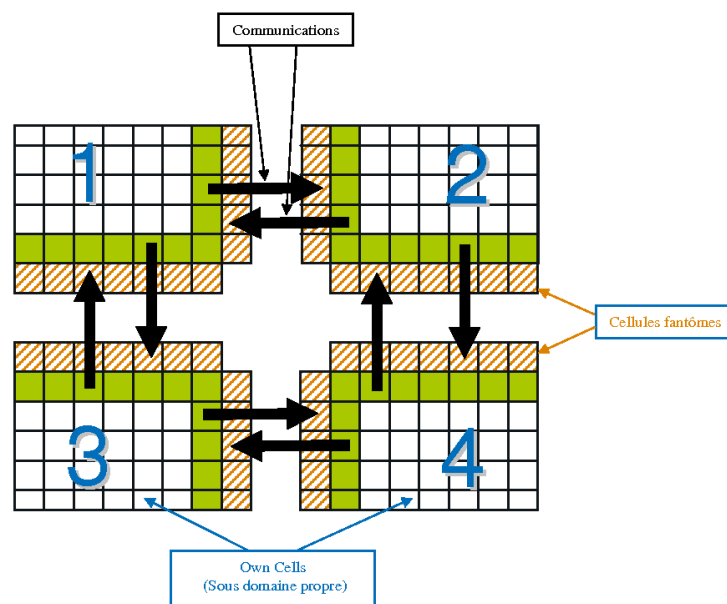 Communications
1
2
Cellules fantômes
3
4
Own Cells
(Sous domaine propre)